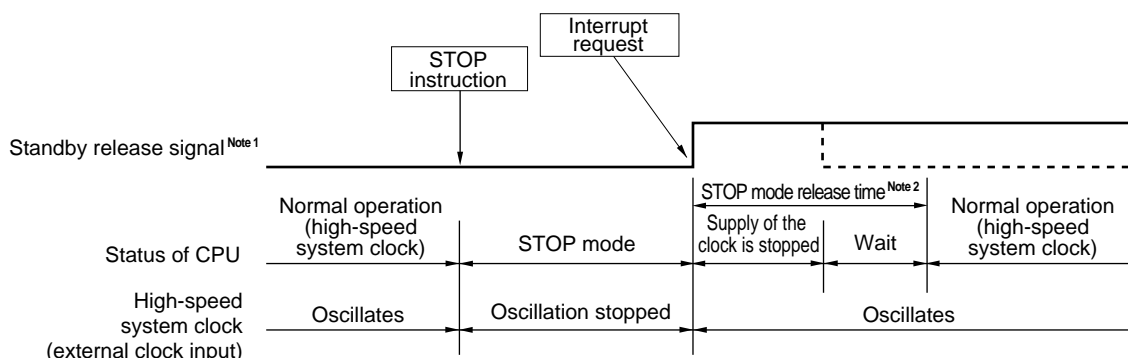 Interrupt
request
STOP
instruction
Standby release signal Note 1
STOP mode release time Note 2
Normal operation
(high-speed
system clock)
Supply of the
clock is stopped
Normal operation
(high-speed
system clock)
Status of CPU
STOP mode
Wait
High-speed
system clock
(external clock input)
Oscillates
Oscillation stopped
Oscillates